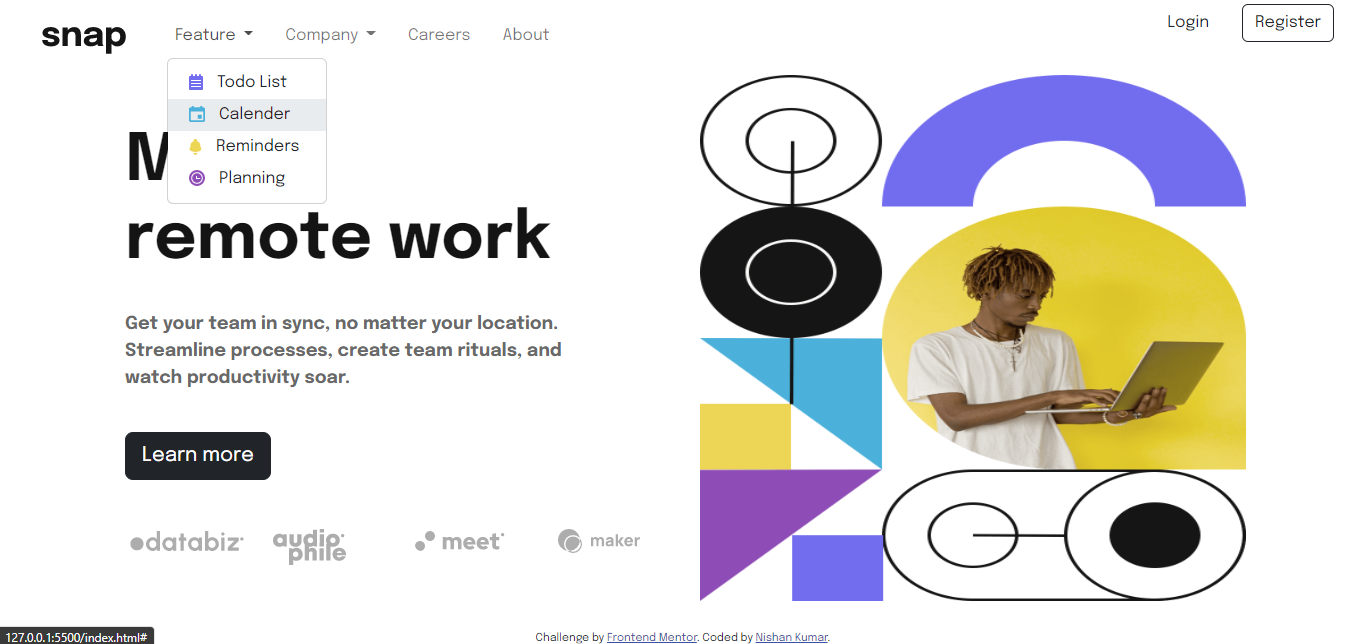 snap Feature Company Careers About Login Register
Todo List
Calender
Reminders
Planning
M
remote work
Get your team in sync, no matter your location.
Streamline processes, create team rituals, and
watch productivity soar.
Learn more
databiz audiophile meet maker
127.0.0.1:5500/index.html#
Challenge by Frontend Mentor. Coded by Nishan Kumar.